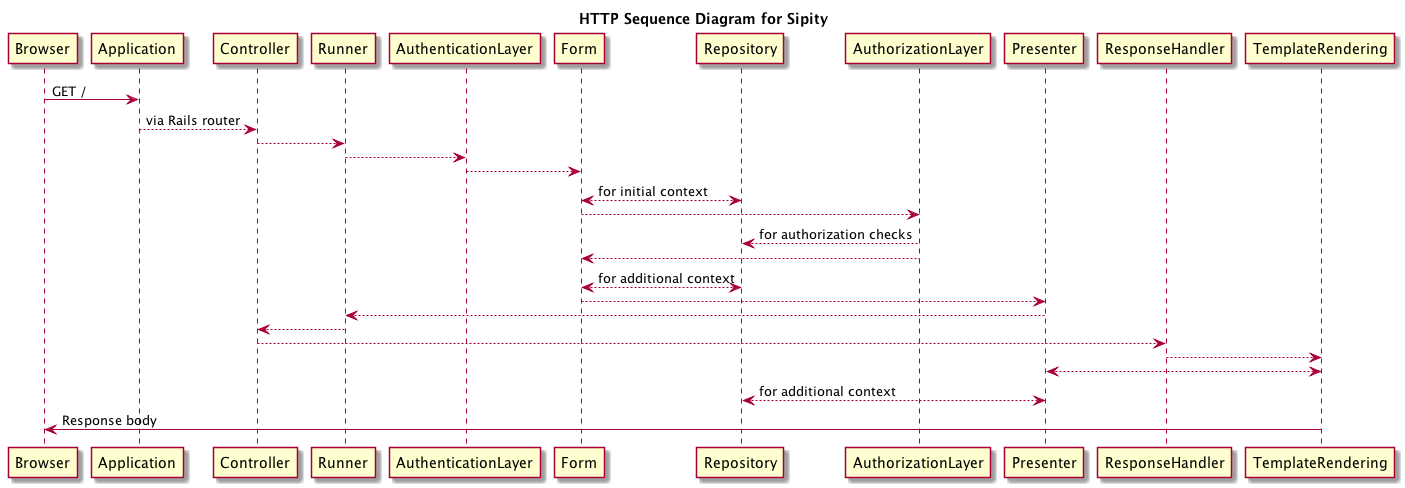 HTTP Sequence Diagram for Sipity
Browser Application Controller Runner AuthenticationLayer Form Repository AuthorizationLayer Presenter ResponseHandler TemplateRendering
GET /
via Rails router
for initial context
for authorization checks
for additional context
for additional context
Response body
Browser Application Controller Runner AuthenticationLayer Form Repository AuthorizationLayer Presenter ResponseHandler TemplateRendering